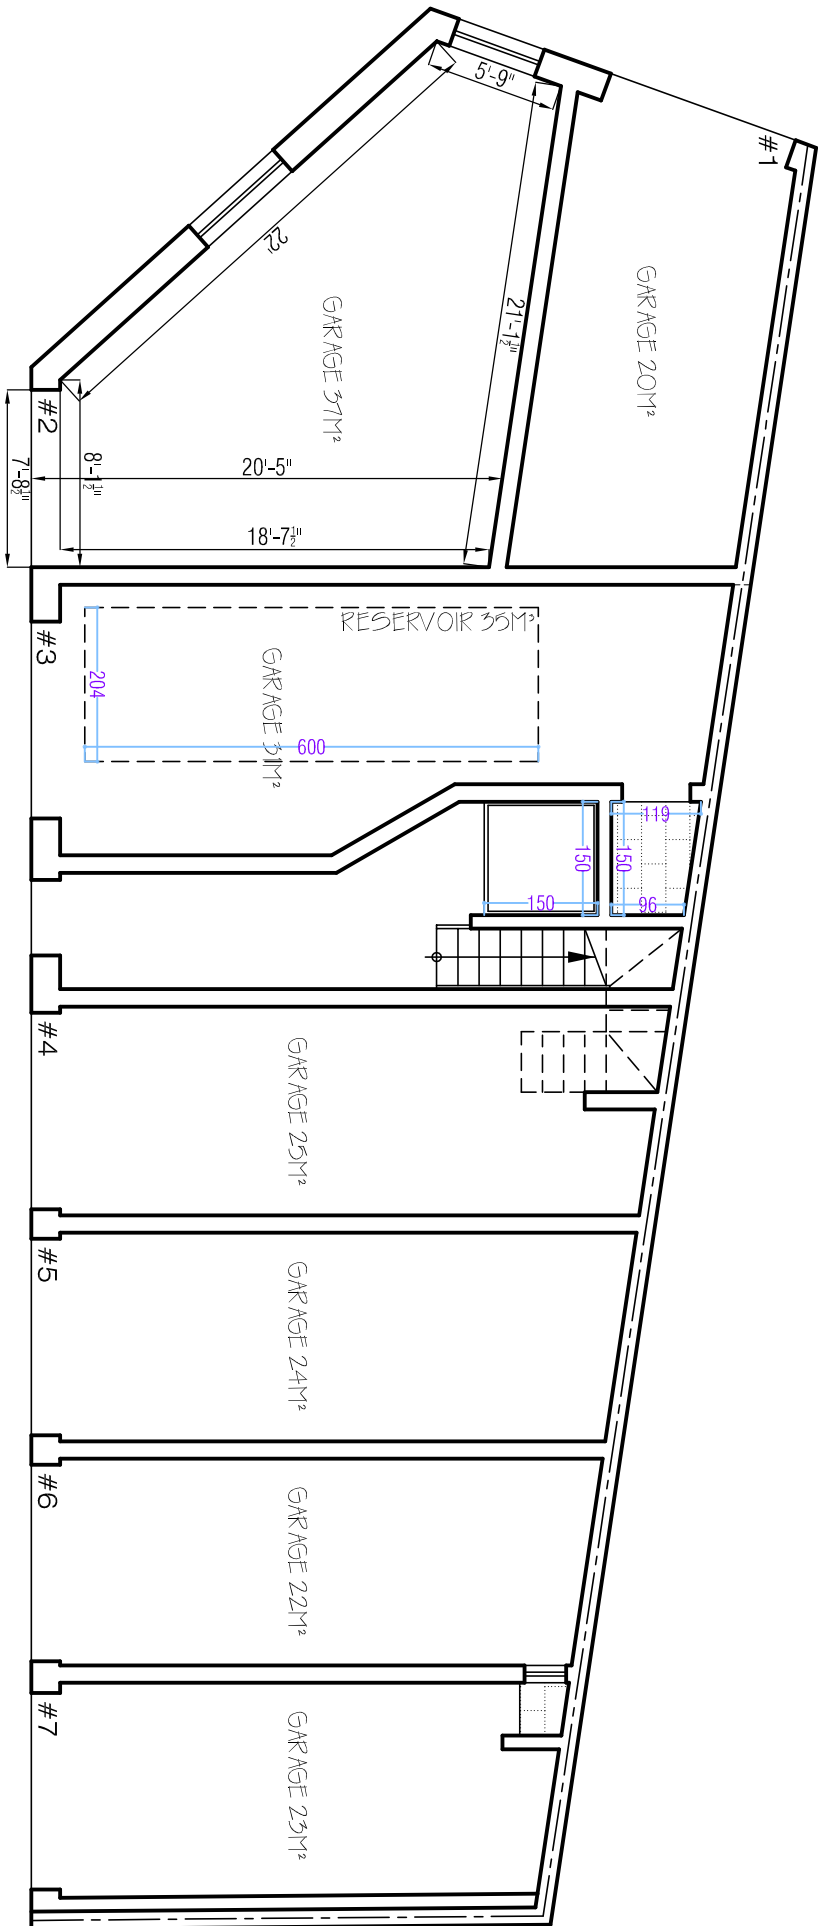 5'-9"
#1
22'
21'-1½"
GARAGE 37M²
GARAGE 20M²
#2
7'-8½"
8'-1½"
20'-5"
18'-7½"
RESERVOIR 35M³
#3
204
GARAGE 31M²
600
119
150
150
150
96
#4
GARAGE 25M²
#5
GARAGE 24M²
#6
GARAGE 22M²
#7
GARAGE 23M²